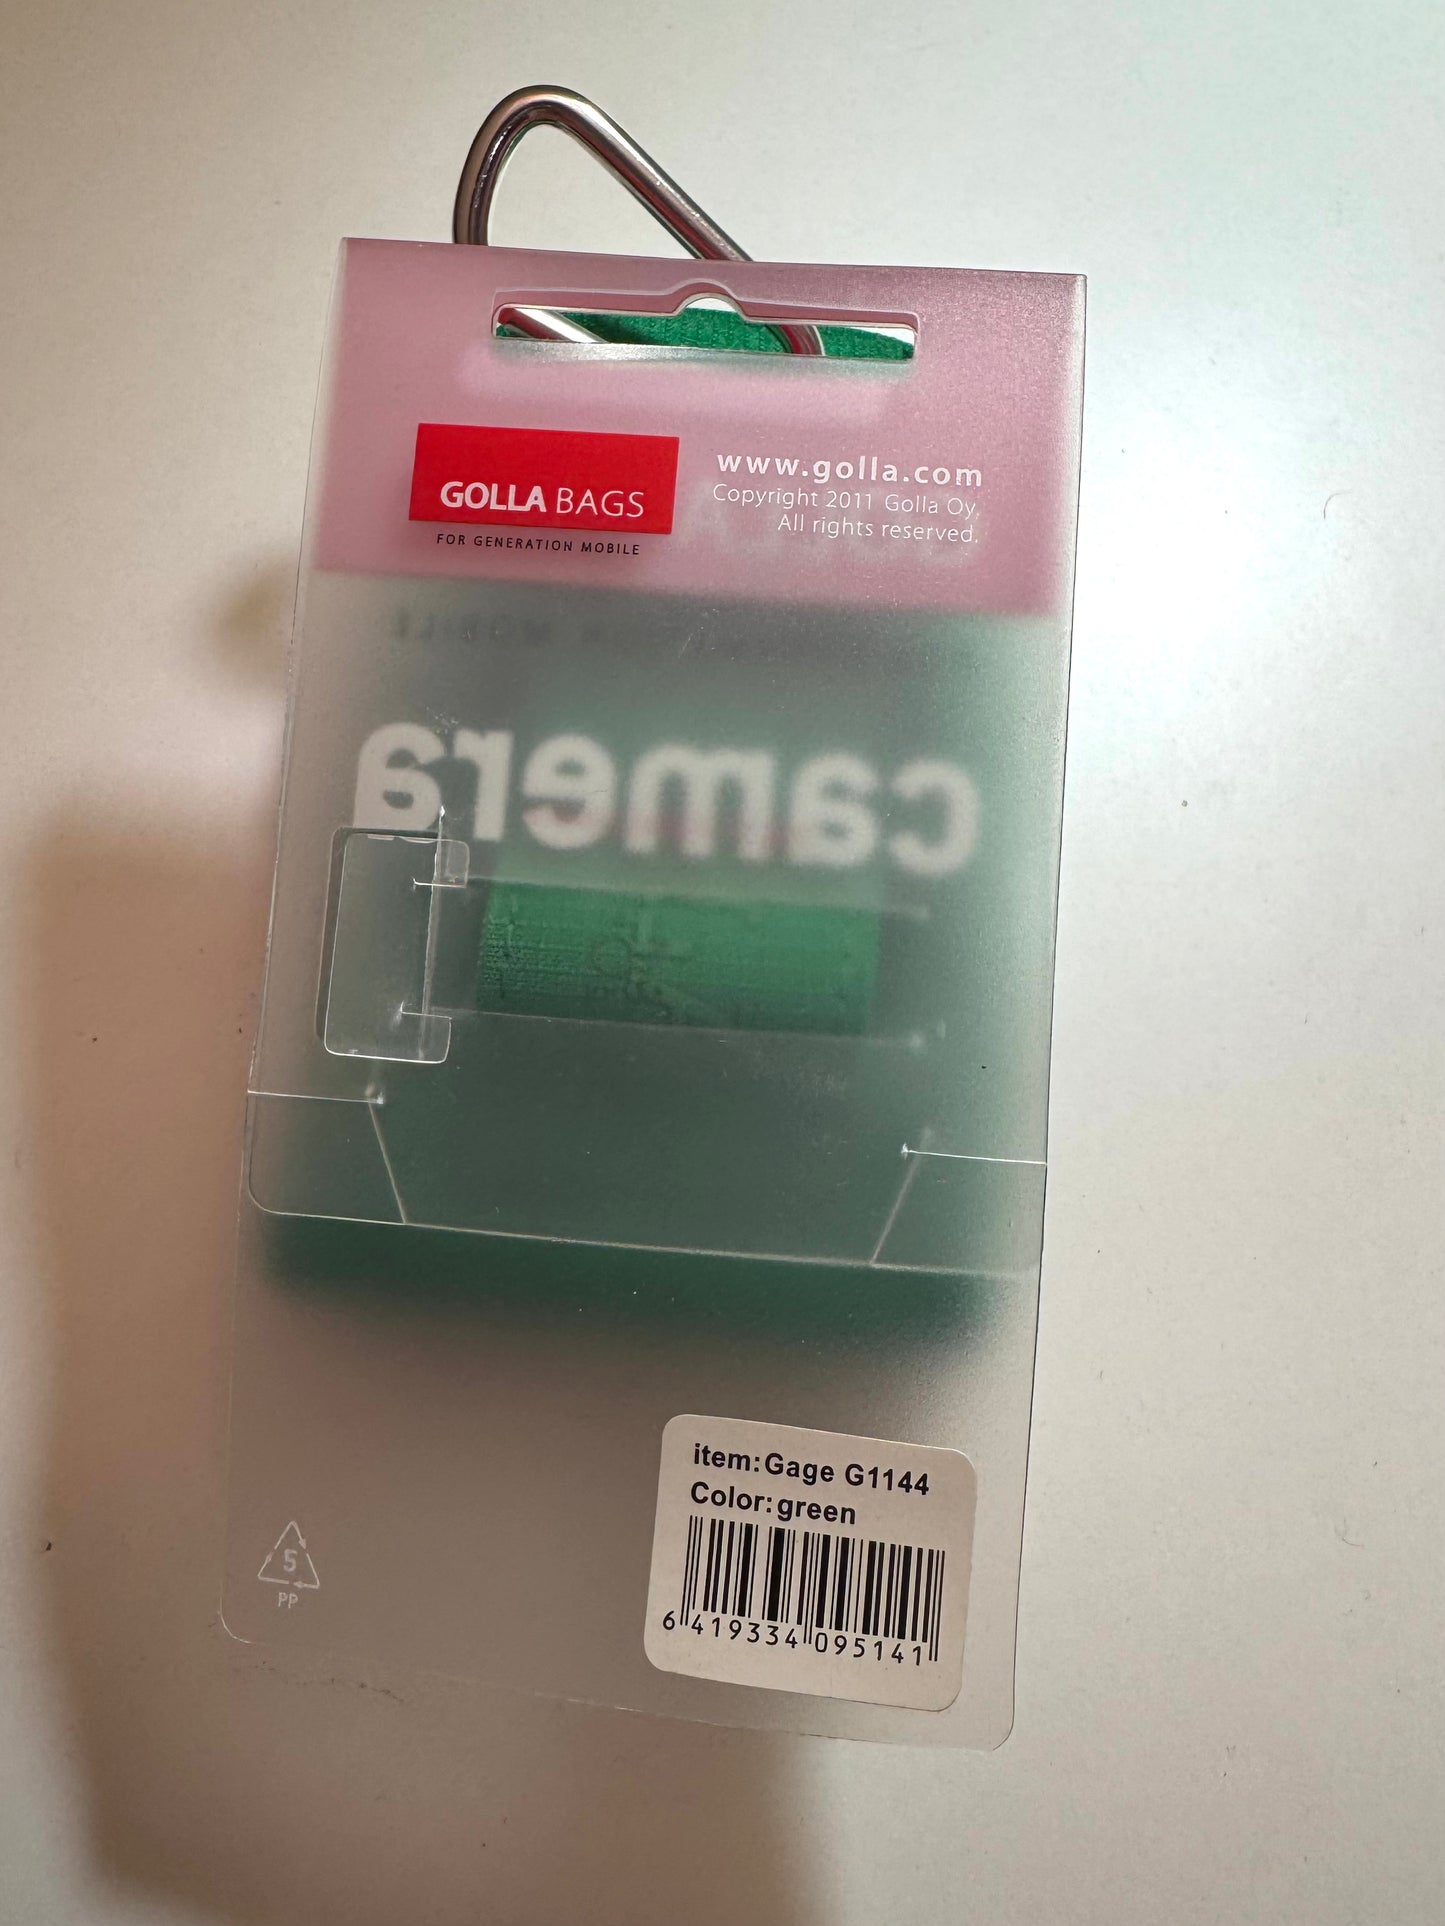 GOLLA BAGS
FOR GENERATION MOBILE
www.golla.com
Copyright 2011 Golla Oy.
All rights reserved.
MOBILE
camera
item:Gage G1144
Color:green
6 419334 095141
5
PP